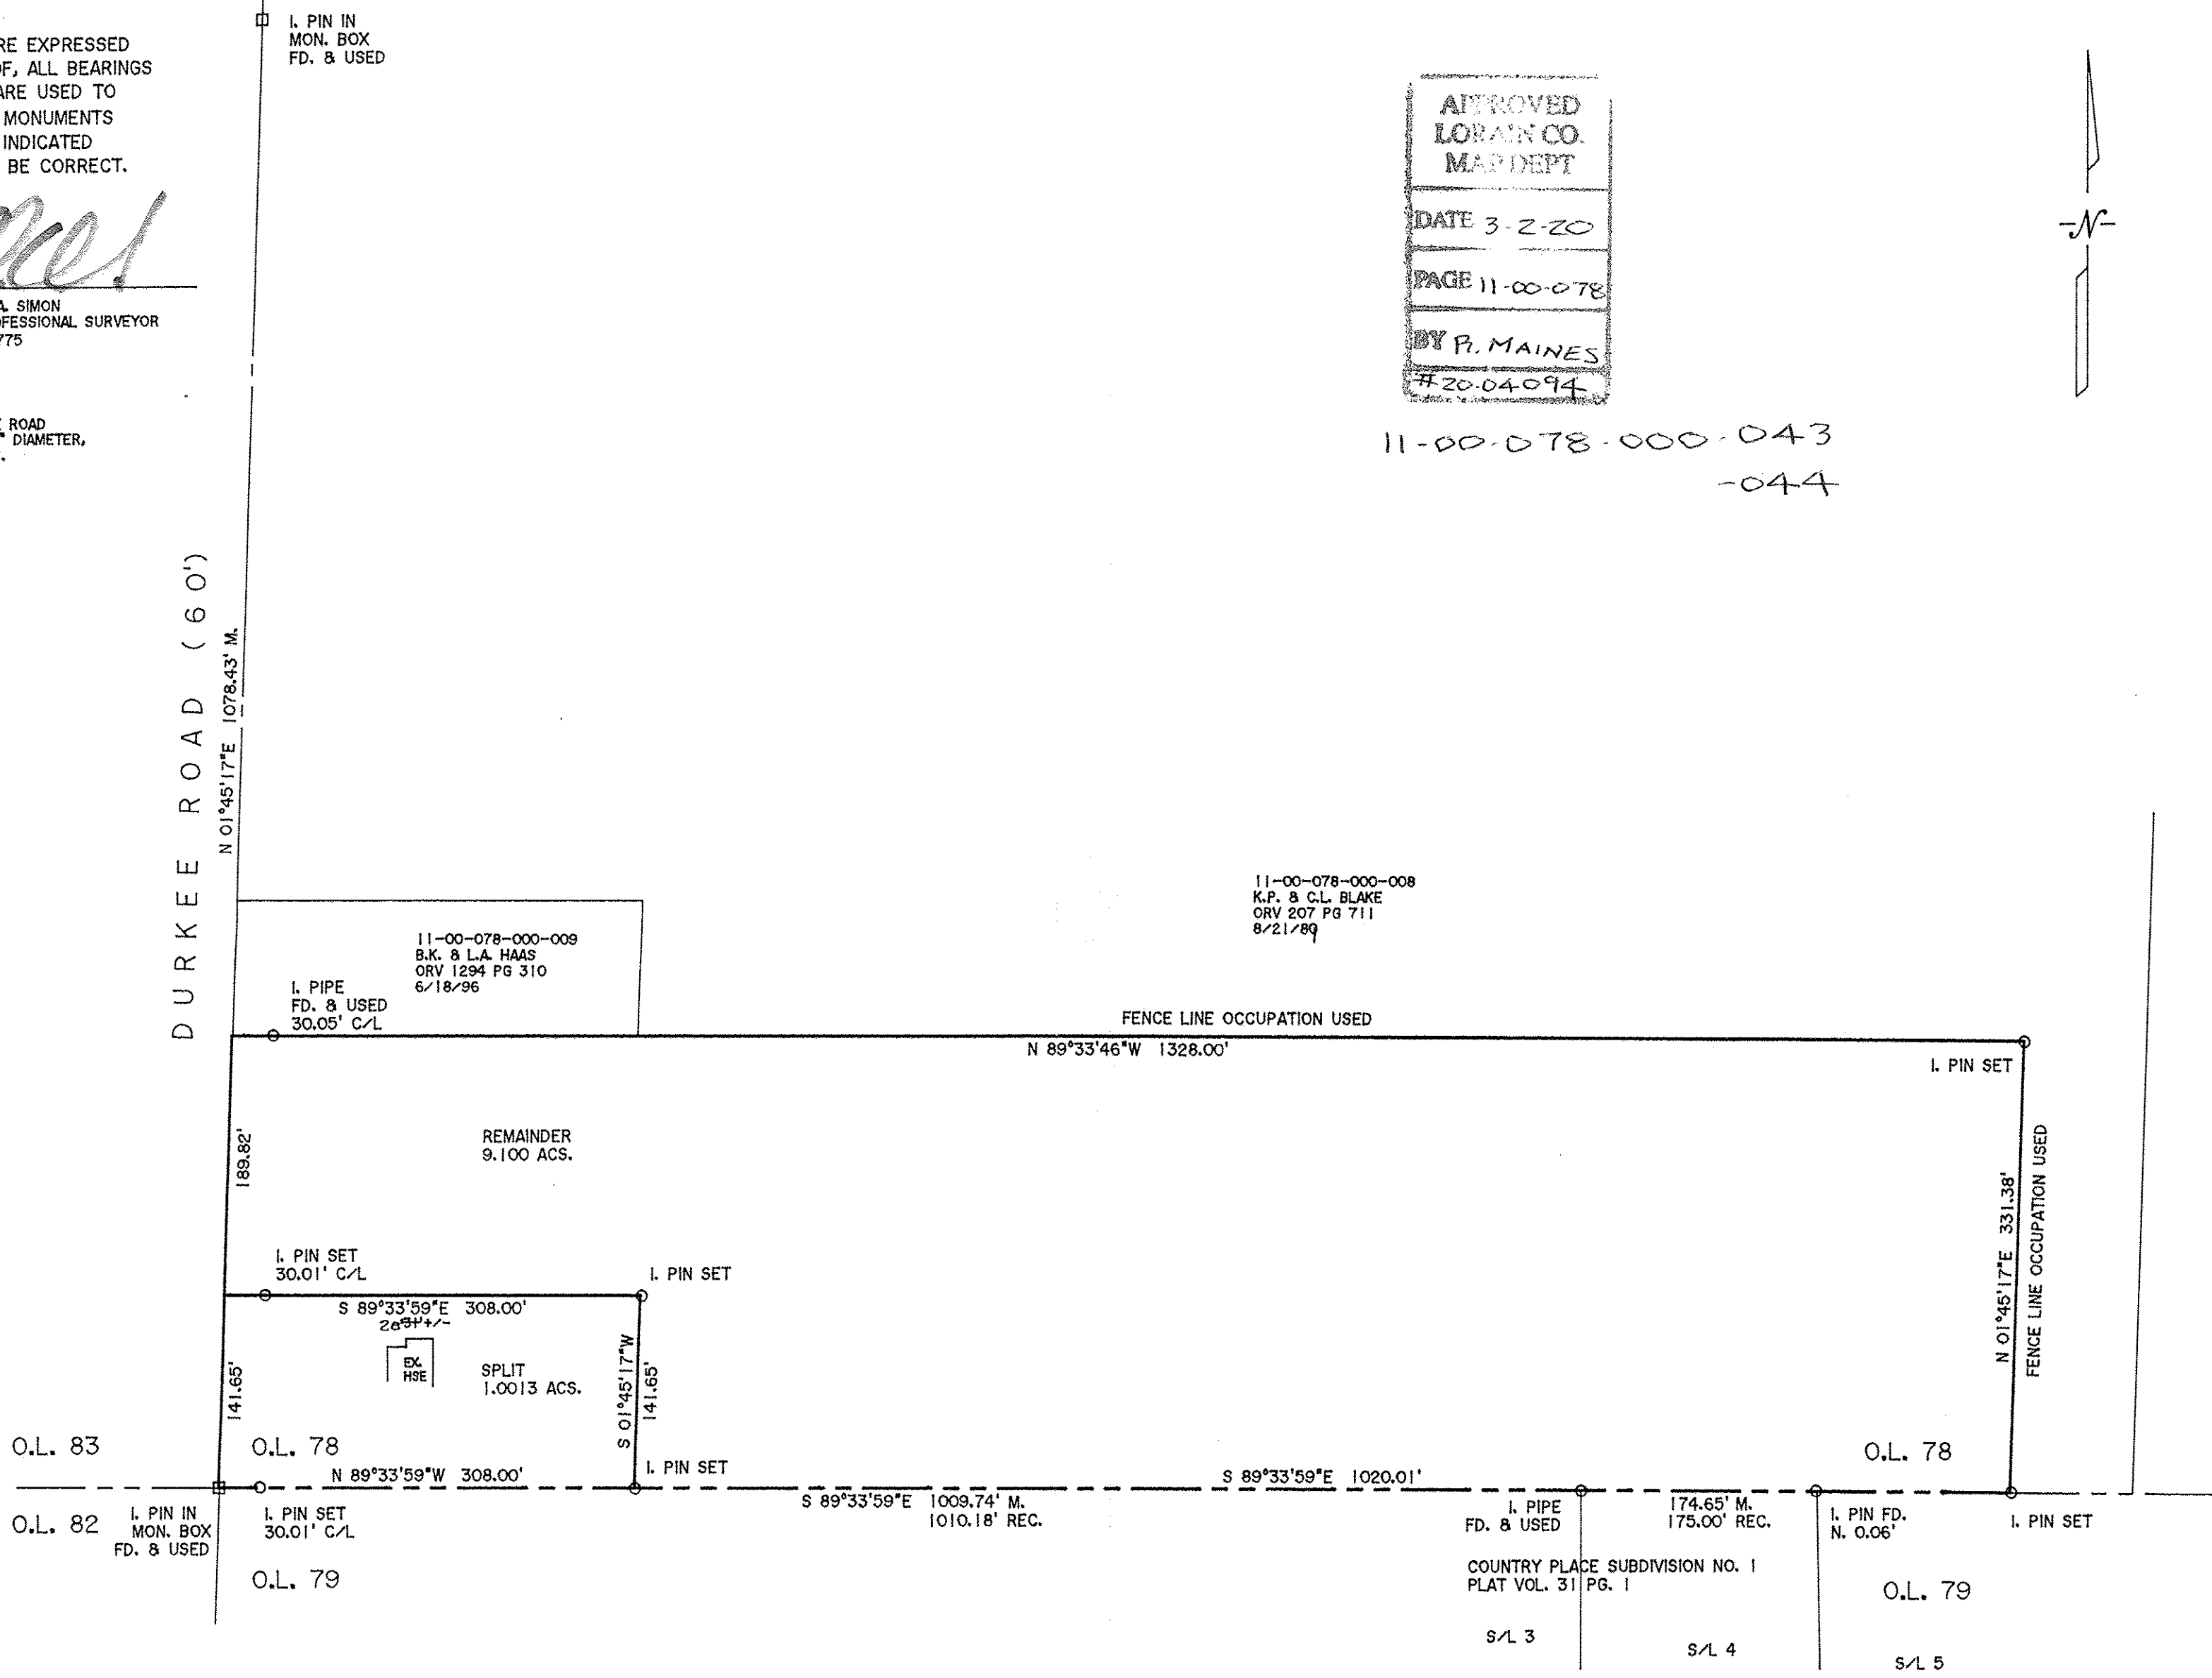 I. PIN IN
MON. BOX
FD. & USED
RE EXPRESSED
OF, ALL BEARINGS
ARE USED TO
MONUMENTS
INDICATED
BE CORRECT.
A. SIMON
OFESSIONAL SURVEYOR
775
ROAD
" DIAMETER,
APPROVED
LORAIN CO.
MAP DEPT
DATE 3-2-20
PAGE 11-00-078
BY R. MAINES
#20-04094
11-00-078-000-043
-044
-N-
DURKEE ROAD (60')
N 01°45'17"E 1078.43' M.
11-00-078-000-008
K.P. & C.L. BLAKE
ORV 207 PG 711
8/21/89
11-00-078-000-009
B.K. & L.A. HAAS
ORV 1294 PG 310
6/18/96
I. PIPE
FD. & USED
30.05' C/L
FENCE LINE OCCUPATION USED
N 89°33'46"W 1328.00'
I. PIN SET
189.82'
REMAINDER
9.100 ACS.
N 01°45'17"E 331.38'
FENCE LINE OCCUPATION USED
I. PIN SET
30.01' C/L
I. PIN SET
S 89°33'59"E 308.00'
EX.
HSE
SPLIT
1.0013 ACS.
141.65'
S 01°45'17"W
141.65'
O.L. 83
O.L. 78
N 89°33'59"W 308.00'
I. PIN SET
S 89°33'59"E 1020.01'
O.L. 78
S 89°33'59"E 1009.74' M.
1010.18' REC.
O.L. 82
I. PIN IN
MON. BOX
FD. & USED
I. PIN SET
30.01' C/L
I. PIPE
FD. & USED
174.65' M.
175.00' REC.
I. PIN FD.
N. 0.06'
I. PIN SET
O.L. 79
COUNTRY PLACE SUBDIVISION NO. 1
PLAT VOL. 31 PG. 1
O.L. 79
S/L 3
S/L 4
S/L 5